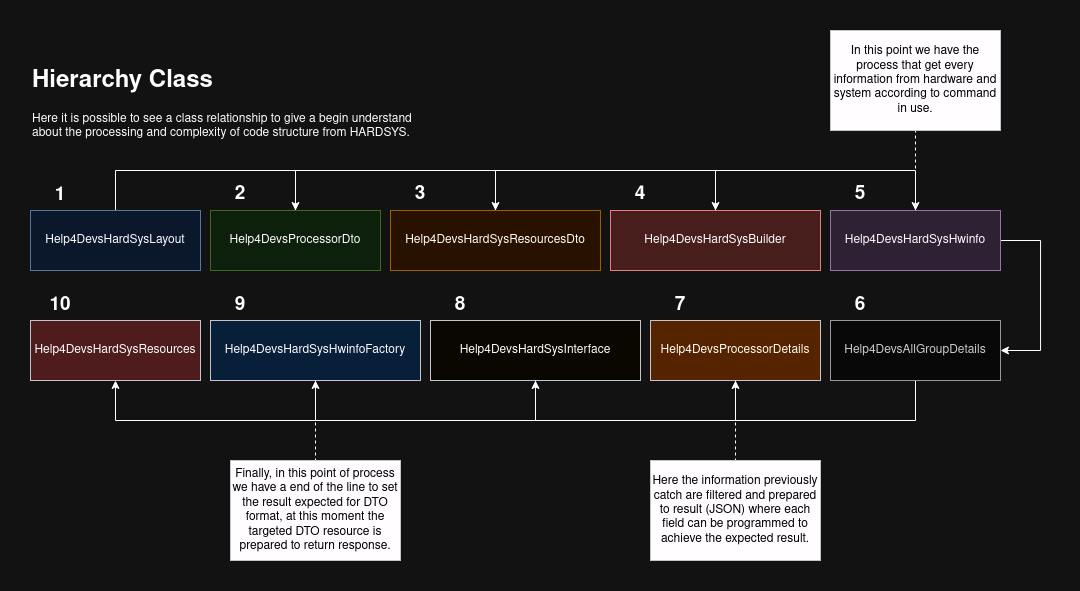 In this point we have the
process that get every
information from hardware and
system according to command
in use.
Hierarchy Class
Here it is possible to see a class relationship to give a begin understand
about the processing and complexity of code structure from HARDSYS.
1
2
3
4
5
Help4DevsHardSysLayout
Help4DevsProcessorDto
Help4DevsHardSysResourcesDto
Help4DevsHardSysBuilder
Help4DevsHardSysHwinfo
10
9
8
7
6
Help4DevsHardSysResources
Help4DevsHardSysHwinfoFactory
Help4DevsHardSysInterface
Help4DevsProcessorDetails
Help4DevsAllGroupDetails
Finally, in this point of process
we have a end of the line to set
the result expected for DTO
format, at this moment the
targeted DTO resource is
prepared to return response.
Here the information previously
catch are filtered and prepared
to result (JSON) where each
field can be programmed to
achieve the expected result.